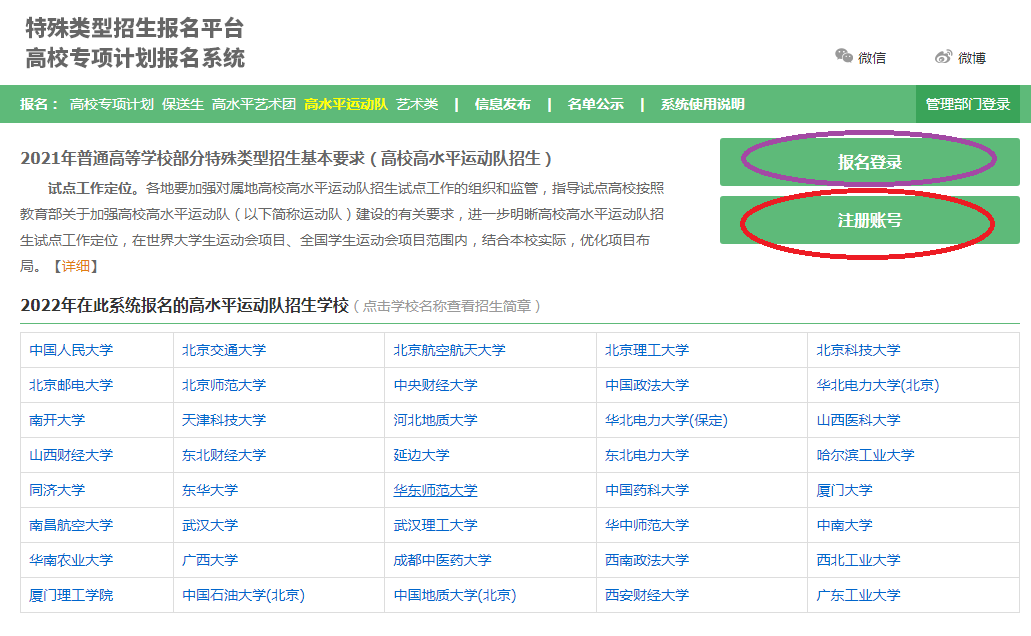 特殊类型招生报名平台
高校专项计划报名系统
微信 微博
报名： 高校专项计划 保送生 高水平艺术团 高水平运动队 艺术类 | 信息发布 | 名单公示 | 系统使用说明 管理部门登录
2021年普通高等学校部分特殊类型招生基本要求（高校高水平运动队招生）
试点工作定位。各地要加强对属地高校高水平运动队招生试点工作的组织和监管，指导试点高校按照
教育部关于加强高校高水平运动队（以下简称运动队）建设的有关要求，进一步明晰高校高水平运动队招
生试点工作定位，在世界大学生运动会项目、全国学生运动会项目范围内，结合本校实际，优化项目布
局。【详细】
报名登录
注册账号
2022年在此系统报名的高水平运动队招生学校（点击学校名称查看招生简章）
中国人民大学 北京交通大学 北京航空航天大学 北京理工大学 北京科技大学
北京邮电大学 北京师范大学 中央财经大学 中国政法大学 华北电力大学(北京)
南开大学 天津科技大学 河北地质大学 华北电力大学(保定) 山西医科大学
山西财经大学 东北财经大学 延边大学 东北电力大学 哈尔滨工业大学
同济大学 东华大学 华东师范大学 中国药科大学 厦门大学
南昌航空大学 武汉大学 武汉理工大学 华中师范大学 中南大学
华南农业大学 广西大学 成都中医药大学 西南政法大学 西北工业大学
厦门理工学院 中国石油大学(北京) 中国地质大学(北京) 西安财经大学 广东工业大学